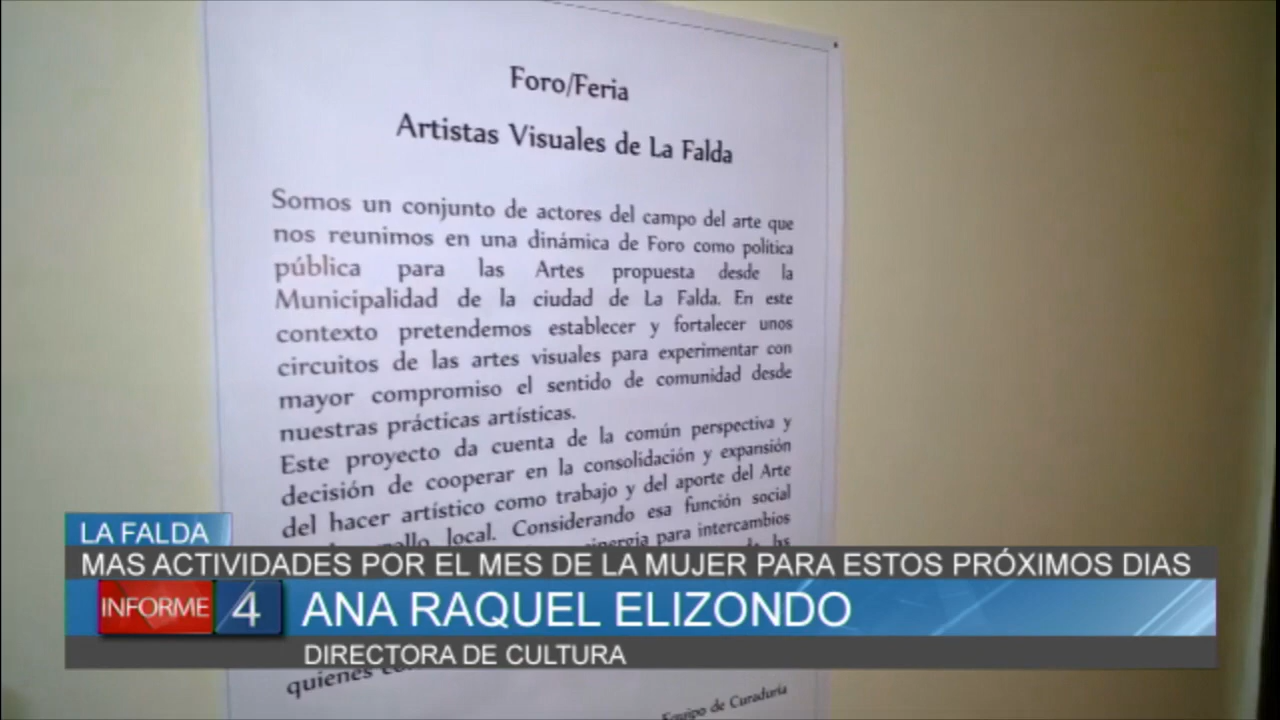 Foro/Feria
Artistas Visuales de La Falda
Somos un conjunto de actores del campo del arte que
nos reunimos en una dinámica de Foro como política
pública para las Artes propuesta desde la
Municipalidad de la ciudad de La Falda. En este
contexto pretendemos establecer y fortalecer unos
circuitos de las artes visuales para experimentar con
mayor compromiso el sentido de comunidad desde
nuestras prácticas artísticas.
Este proyecto da cuenta de la común perspectiva y
decisión de cooperar en la consolidación y expansión
del hacer artístico como trabajo y del aporte del Arte
local. Considerando esa función social
para intercambios
LA FALDA
MAS ACTIVIDADES POR EL MES DE LA MUJER PARA ESTOS PRÓXIMOS DIAS
INFORME 4 ANA RAQUEL ELIZONDO
DIRECTORA DE CULTURA
quienes
Equipo de Curaduría